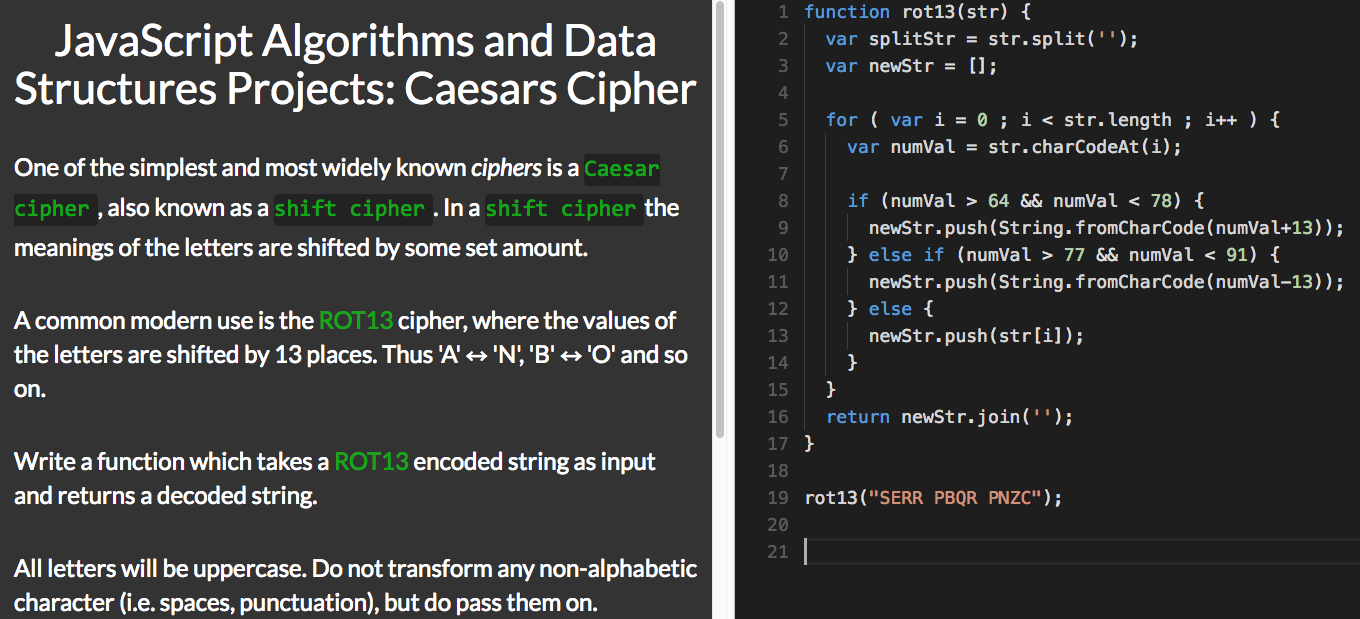 JavaScript Algorithms and Data
Structures Projects: Caesars Cipher
One of the simplest and most widely known ciphers is a Caesar
cipher , also known as a shift cipher . In a shift cipher the
meanings of the letters are shifted by some set amount.
A common modern use is the ROT13 cipher, where the values of
the letters are shifted by 13 places. Thus 'A' ↔ 'N', 'B' ↔ 'O' and so
on.
Write a function which takes a ROT13 encoded string as input
and returns a decoded string.
All letters will be uppercase. Do not transform any non-alphabetic
character (i.e. spaces, punctuation), but do pass them on.
1 function rot13(str) {
2   var splitStr = str.split('');
3   var newStr = [];
4
5   for ( var i = 0 ; i < str.length ; i++ ) {
6     var numVal = str.charCodeAt(i);
7
8     if (numVal > 64 && numVal < 78) {
9       newStr.push(String.fromCharCode(numVal+13));
10     } else if (numVal > 77 && numVal < 91) {
11       newStr.push(String.fromCharCode(numVal-13));
12     } else {
13       newStr.push(str[i]);
14     }
15   }
16   return newStr.join('');
17 }
18
19 rot13("SERR PBQR PNZC");
20
21